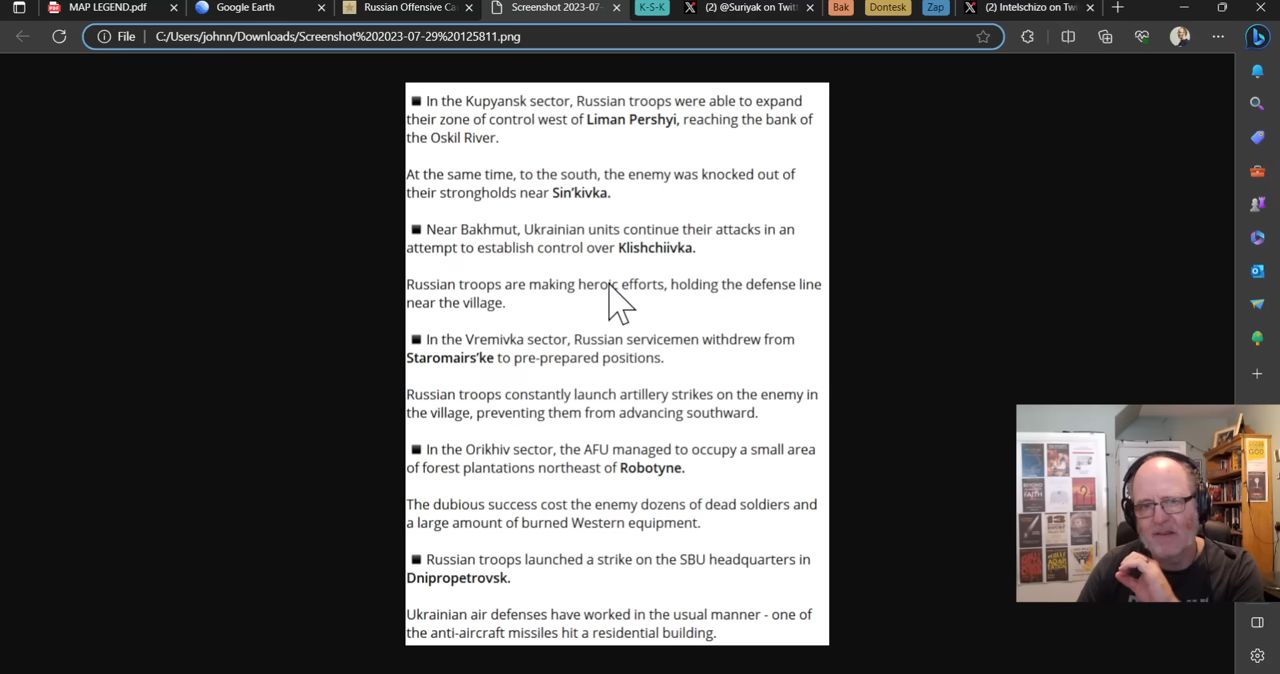 MAP LEGEND.pdf
Google Earth
Russian Offensive Ca
Screenshot 2023-07-
K-S-K
(2) @Suriyak on Twit
Bak
Dontesk
Zap
(2) Intelschizo on Tw
File C:/Users/johnn/Downloads/Screenshot%202023-07-29%20125811.png
In the Kupyansk sector, Russian troops were able to expand
their zone of control west of Liman Pershyi, reaching the bank of
the Oskil River.
At the same time, to the south, the enemy was knocked out of
their strongholds near Sin’kivka.
Near Bakhmut, Ukrainian units continue their attacks in an
attempt to establish control over Klishchiivka.
Russian troops are making heroic efforts, holding the defense line
near the village.
In the Vremivka sector, Russian servicemen withdrew from
Staromairs’ke to pre-prepared positions.
Russian troops constantly launch artillery strikes on the enemy in
the village, preventing them from advancing southward.
In the Orikhiv sector, the AFU managed to occupy a small area
of forest plantations northeast of Robotyne.
The dubious success cost the enemy dozens of dead soldiers and
a large amount of burned Western equipment.
Russian troops launched a strike on the SBU headquarters in
Dnipropetrovsk.
Ukrainian air defenses have worked in the usual manner - one of
the anti-aircraft missiles hit a residential building.